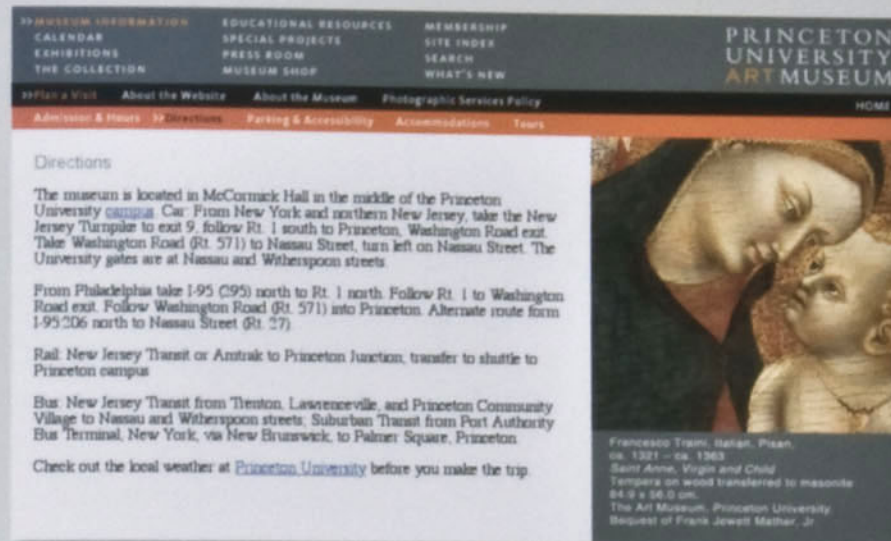 >>MUSEUM INFORMATION
CALENDAR
EXHIBITIONS
THE COLLECTION
EDUCATIONAL RESOURCES
SPECIAL PROJECTS
PRESS ROOM
MUSEUM SHOP
MEMBERSHIP
SITE INDEX
SEARCH
WHAT'S NEW
PRINCETON
UNIVERSITY
ART MUSEUM
>>Plan a Visit About the Website About the Museum Photographic Services Policy
HOME
Admission & Hours >>Directions Parking & Accessibility Accommodations Tours
Directions
The museum is located in McCormick Hall in the middle of the Princeton
University campus. Car: From New York and northern New Jersey, take the New
Jersey Turnpike to exit 9, follow Rt. 1 south to Princeton, Washington Road exit.
Take Washington Road (Rt. 571) to Nassau Street, turn left on Nassau Street. The
University gates are at Nassau and Witherspoon streets.
From Philadelphia take I-95 (295) north to Rt. 1 north. Follow Rt. 1 to Washington
Road exit. Follow Washington Road (Rt. 571) into Princeton. Alternate route form
I-95:206 north to Nassau Street (Rt. 27).
Rail: New Jersey Transit or Amtrak to Princeton Junction, transfer to shuttle to
Princeton campus
Bus: New Jersey Transit from Trenton, Lawrenceville, and Princeton Community
Village to Nassau and Witherspoon streets; Suburban Transit from Port Authority
Bus Terminal, New York, via New Brunswick, to Palmer Square, Princeton.
Check out the local weather at Princeton University before you make the trip.
Francesco Traini, Italian, Pisan,
ca. 1321 – ca. 1363
Saint Anne, Virgin and Child
Tempera on wood transferred to masonite
84.9 x 56.0 cm.
The Art Museum, Princeton University.
Bequest of Frank Jewett Mather, Jr